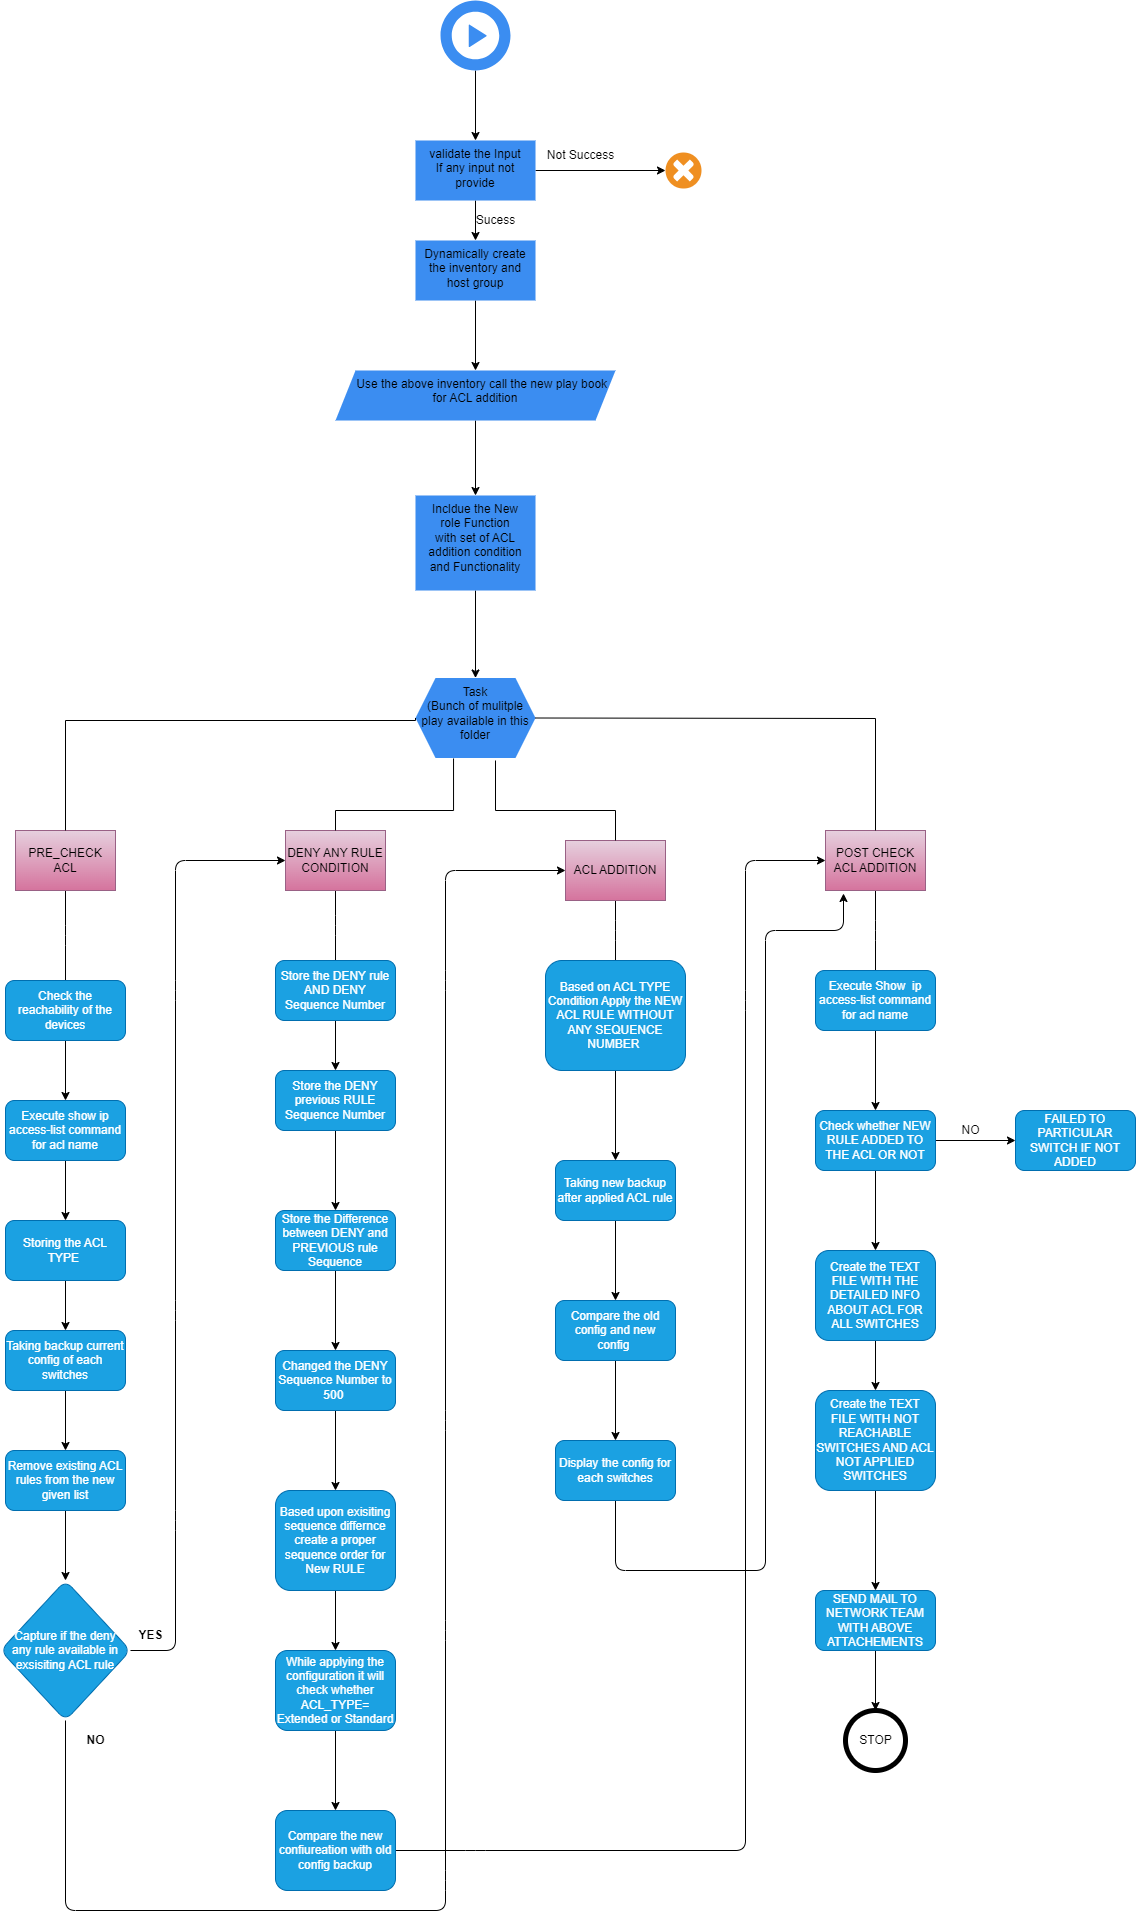 validate the Input
If any input not
provide
Not Success
Sucess
Dynamically create
the inventory and
host group
Use the above inventory call the new play book
for ACL addition
Incldue the New
role Function
with set of ACL
addition condition
and Functionality
Task
(Bunch of mulitple
play available in this
folder
PRE_CHECK
ACL
Check the
reachability of the
devices
Execute show ip
access-list command
for acl name
Storing the ACL
TYPE
Taking backup current
config of each
switches
Remove existing ACL
rules from the new
given list
Capture if the deny
any rule available in
exsisiting ACL rule
YES
NO
DENY ANY RULE
CONDITION
Store the DENY rule
AND DENY
Sequence Number
Store the DENY
previous RULE
Sequence Number
Store the Difference
between DENY and
PREVIOUS rule
Sequence
Changed the DENY
Sequence Number to
500
Based upon exisiting
sequence differnce
create a proper
sequence order for
New RULE
While applying the
configuration it will
check whether
ACL_TYPE=
Extended or Standard
Compare the new
confiureation with old
config backup
ACL ADDITION
Based on ACL TYPE
Condition Apply the NEW
ACL RULE WITHOUT
ANY SEQUENCE
NUMBER
Taking new backup
after applied ACL rule
Compare the old
config and new
config
Display the config for
each switches
POST CHECK
ACL ADDITION
Execute Show  ip
access-list command
for acl name
Check whether NEW
RULE ADDED TO
THE ACL OR NOT
NO
FAILED TO
PARTICULAR
SWITCH IF NOT
ADDED
Create the TEXT
FILE WITH THE
DETAILED INFO
ABOUT ACL FOR
ALL SWITCHES
Create the TEXT
FILE WITH NOT
REACHABLE
SWITCHES AND ACL
NOT APPLIED
SWITCHES
SEND MAIL TO
NETWORK TEAM
WITH ABOVE
ATTACHEMENTS
STOP